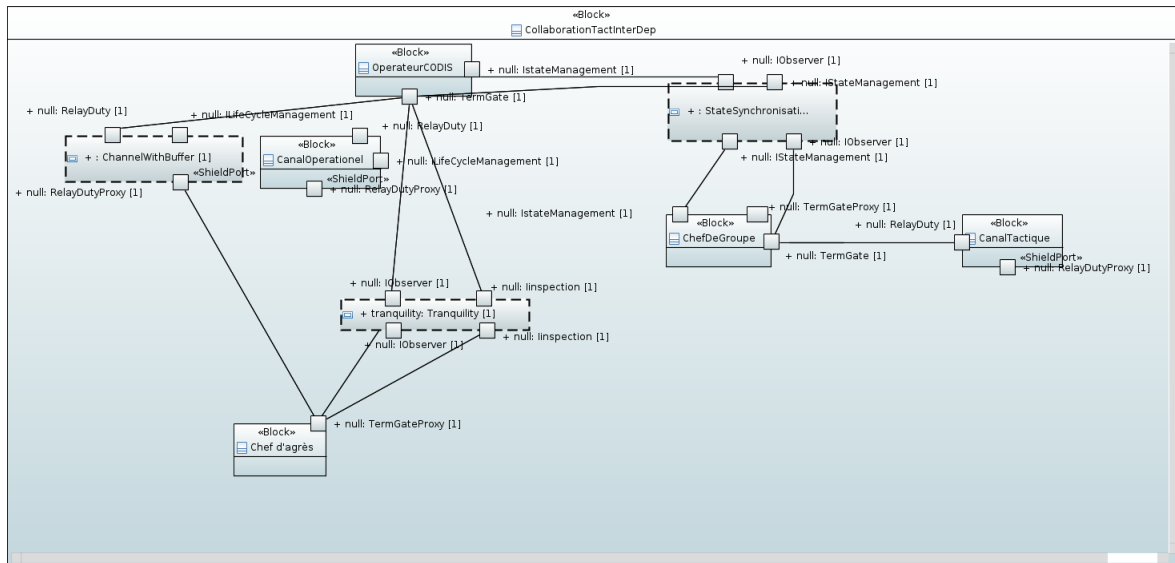 «Block»
CollaborationTactInterDep
«Block»
OperateurCODIS
+ null: IstateManagement [1]
+ null: IObserver [1]
+ null: IStateManagement [1]
+ null: TermGate [1]
+ null: RelayDuty [1]
+ null: ILifeCycleManagement [1]
+ : StateSynchronisati...
+ null: RelayDuty [1]
«Block»
CanalOperationel
+ : ChannelWithBuffer [1]
+ null: ILifeCycleManagement [1]
+ null: IObserver [1]
+ null: IStateManagement [1]
«ShieldPort»
«ShieldPort»
+ null: RelayDutyProxy [1]
+ null: RelayDutyProxy [1]
+ null: TermGateProxy [1]
+ null: IstateManagement [1]
«Block»
ChefDeGroupe
+ null: RelayDuty [1]
«Block»
CanalTactique
+ null: TermGate [1]
«ShieldPort»
+ null: RelayDutyProxy [1]
+ null: IObserver [1]
+ null: Iinspection [1]
+ tranquility: Tranquility [1]
+ null: IObserver [1]
+ null: Iinspection [1]
+ null: TermGateProxy [1]
«Block»
Chef d'agrès